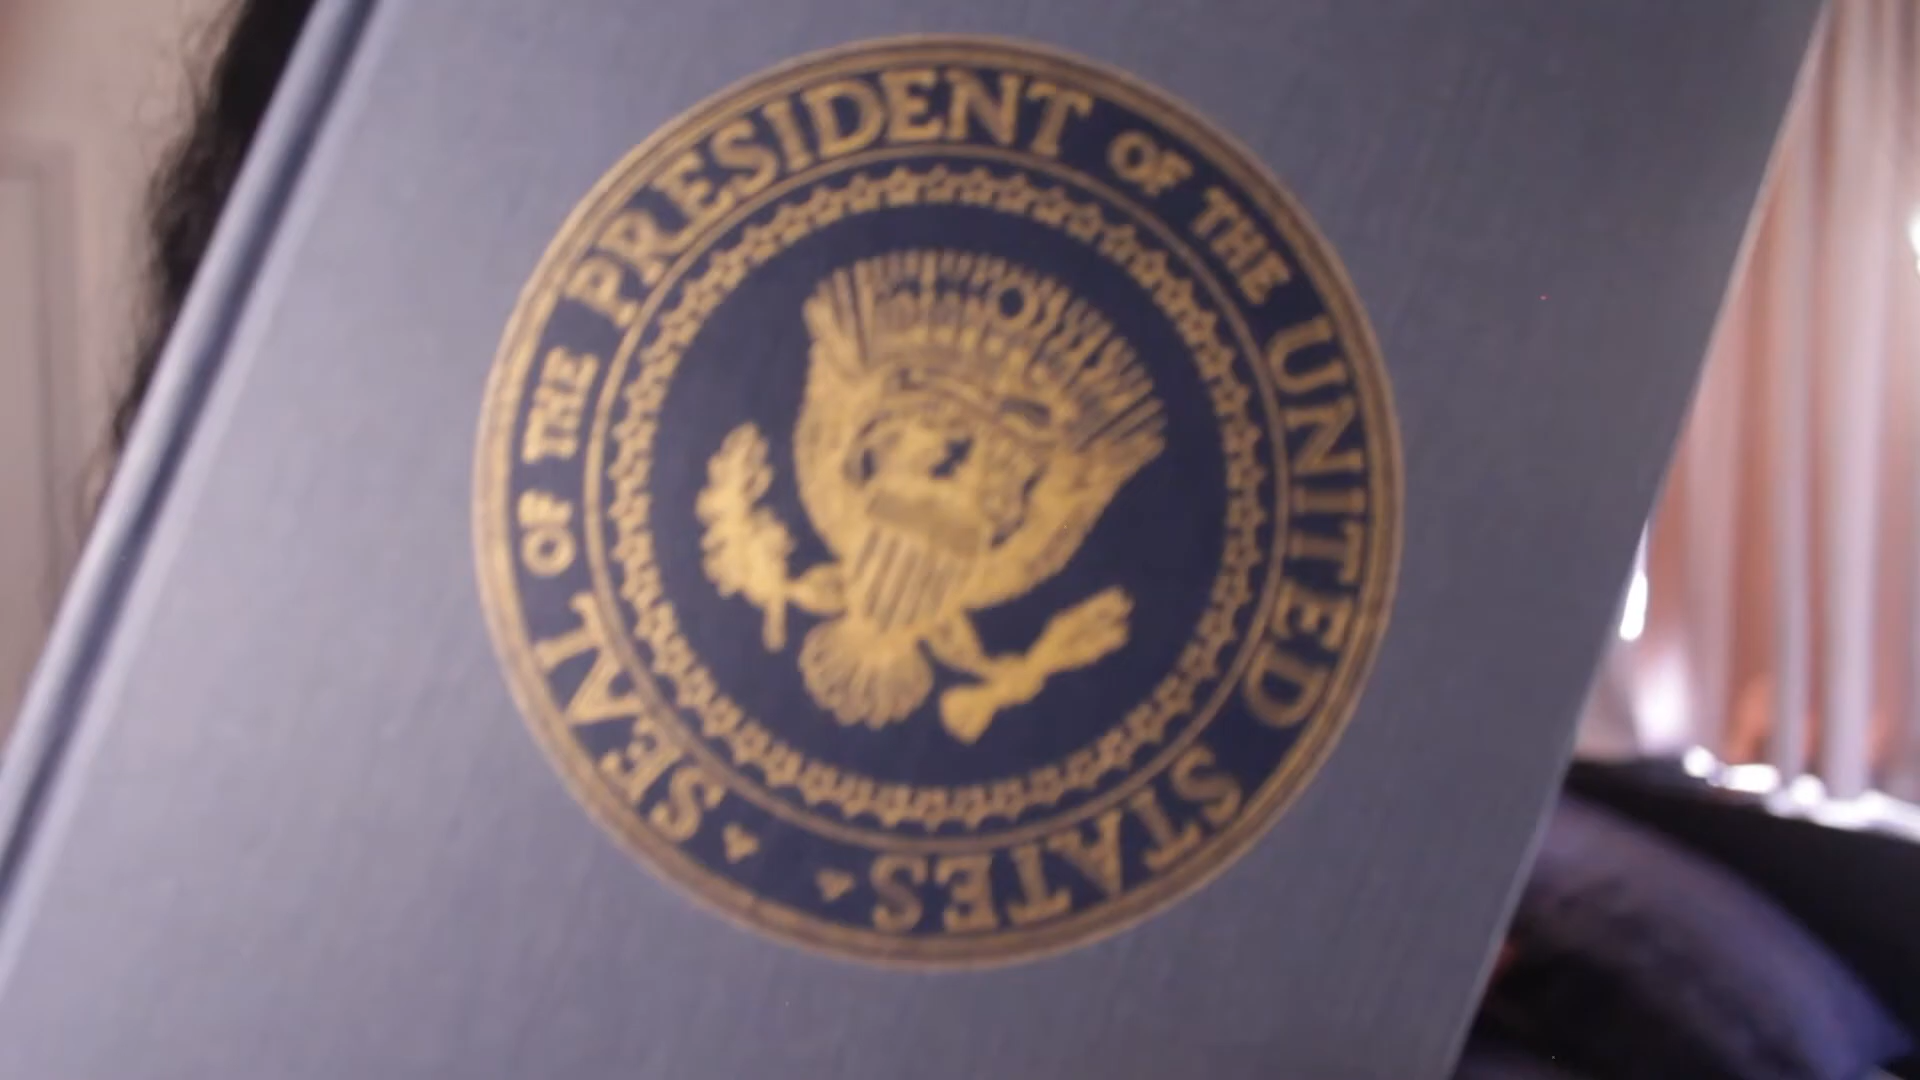 SEAL OF THE PRESIDENT OF THE UNITED STATES